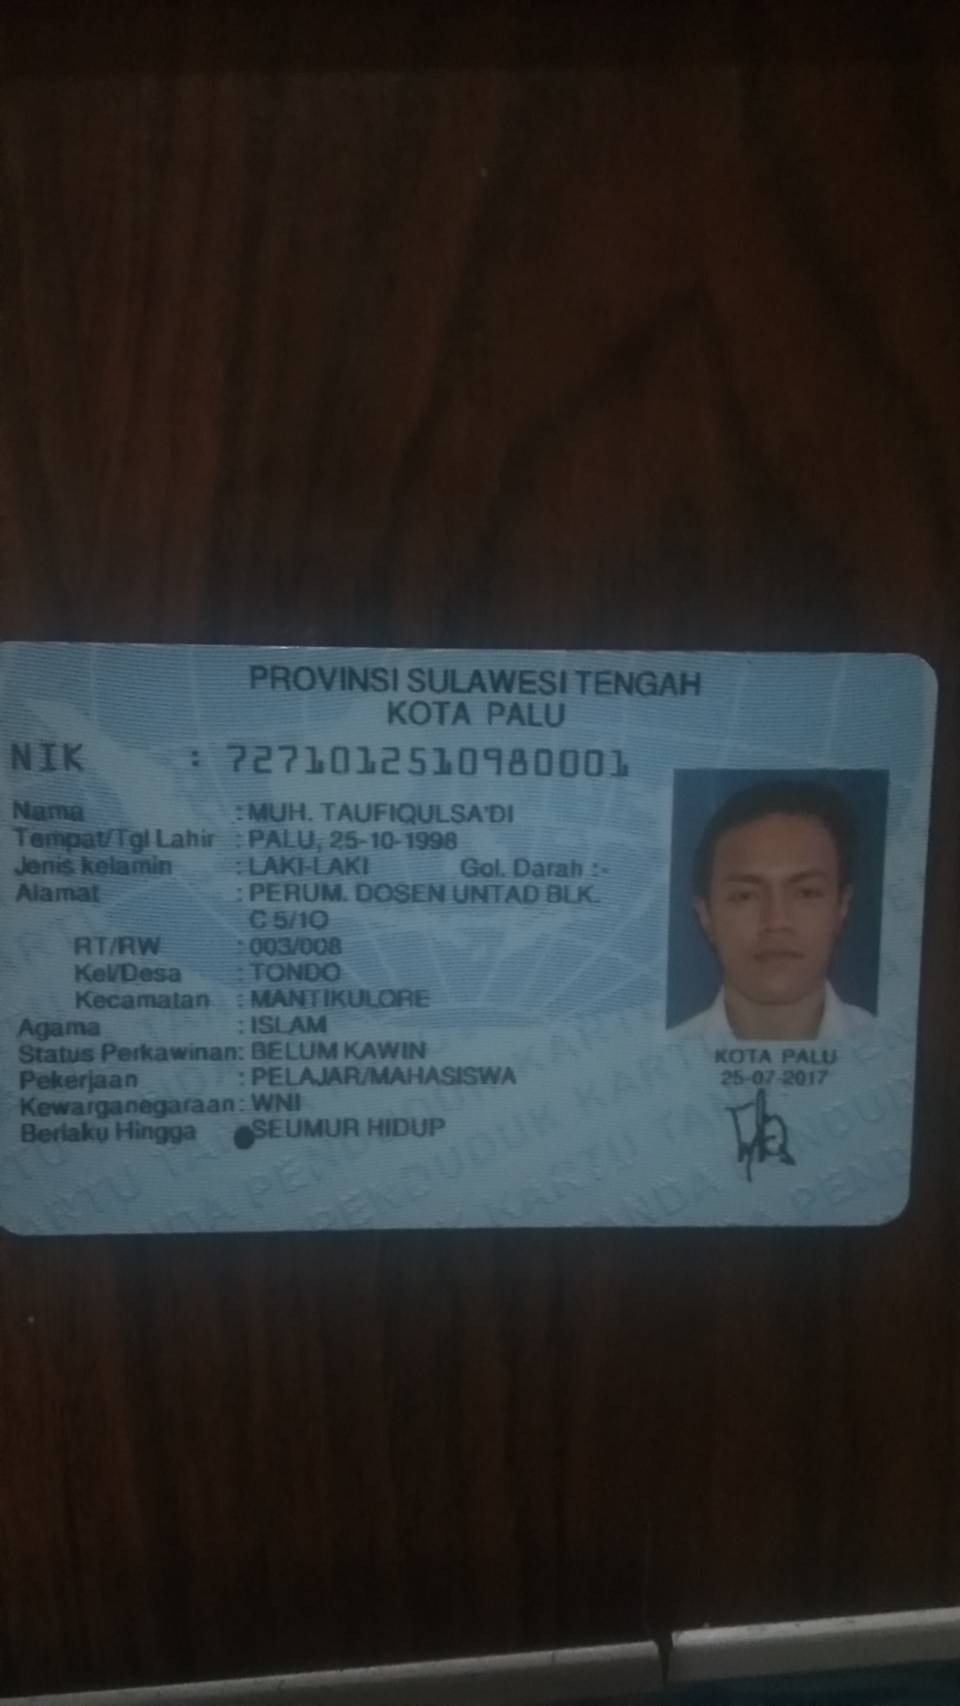 PROVINSI SULAWESI TENGAH
KOTA PALU
NIK : 7271012510980001
Nama : MUH. TAUFIQULSA'DI
Tempat/Tgl Lahir : PALU, 25-10-1998
Jenis kelamin : LAKI-LAKI Gol. Darah :-
Alamat : PERUM. DOSEN UNTAD BLK.
C 5/10
RT/RW : 003/008
Kel/Desa : TONDO
Kecamatan : MANTIKULORE
Agama : ISLAM
Status Perkawinan: BELUM KAWIN
Pekerjaan : PELAJAR/MAHASISWA
Kewarganegaraan: WNI
Berlaku Hingga SEUMUR HIDUP
KOTA PALU
25-07-2017